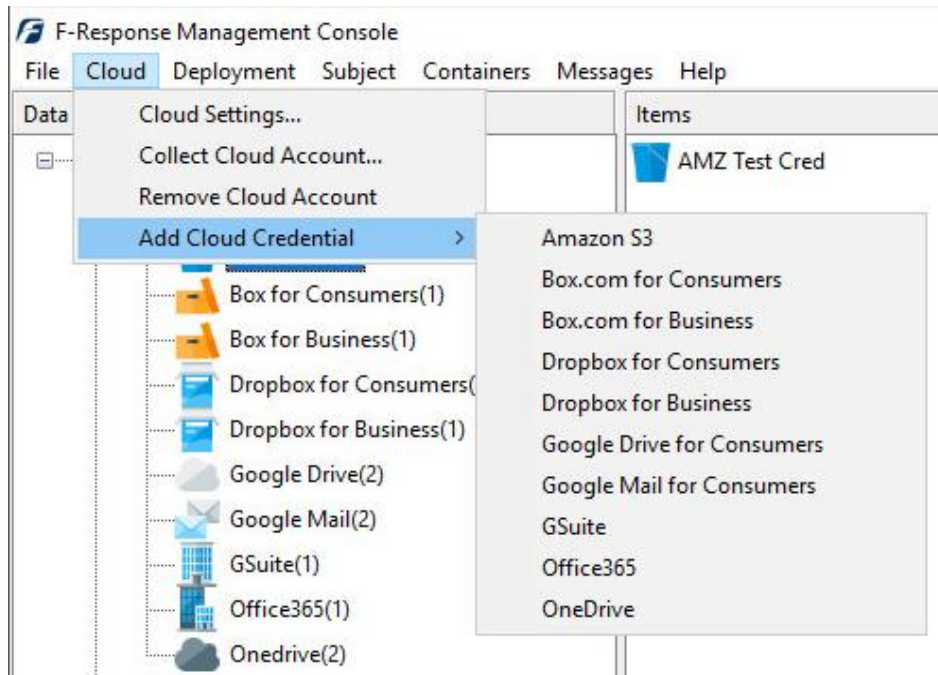 F-Response Management Console
File Cloud Deployment Subject Containers Messages Help
Data
Items
Cloud Settings...
Collect Cloud Account...
Remove Cloud Account
Add Cloud Credential >
AMZ Test Cred
Amazon S3
Box.com for Consumers
Box.com for Business
Dropbox for Consumers
Dropbox for Business
Google Drive for Consumers
Google Mail for Consumers
GSuite
Office365
OneDrive
Box for Consumers(1)
Box for Business(1)
Dropbox for Consumers(
Dropbox for Business(1)
Google Drive(2)
Google Mail(2)
GSuite(1)
Office365(1)
Onedrive(2)